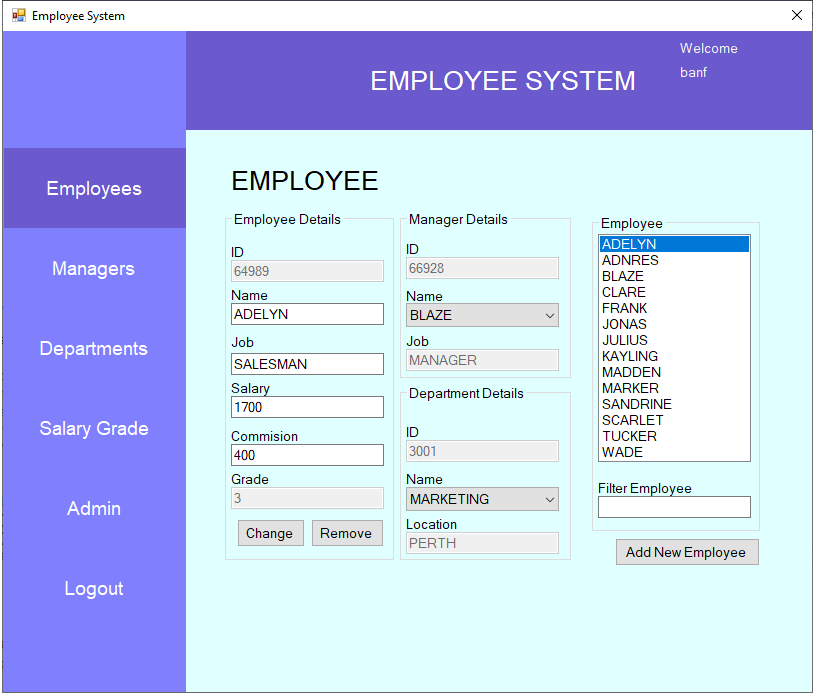 Employee System
Welcome
banf
EMPLOYEE SYSTEM
Employees
Managers
Departments
Salary Grade
Admin
Logout
EMPLOYEE
Employee Details
ID
64989
Name
ADELYN
Job
SALESMAN
Salary
1700
Commision
400
Grade
3
Change
Remove
Manager Details
ID
66928
Name
BLAZE
Job
MANAGER
Department Details
ID
3001
Name
MARKETING
Location
PERTH
Employee
ADELYN
ADNRES
BLAZE
CLARE
FRANK
JONAS
JULIUS
KAYLING
MADDEN
MARKER
SANDRINE
SCARLET
TUCKER
WADE
Filter Employee
Add New Employee